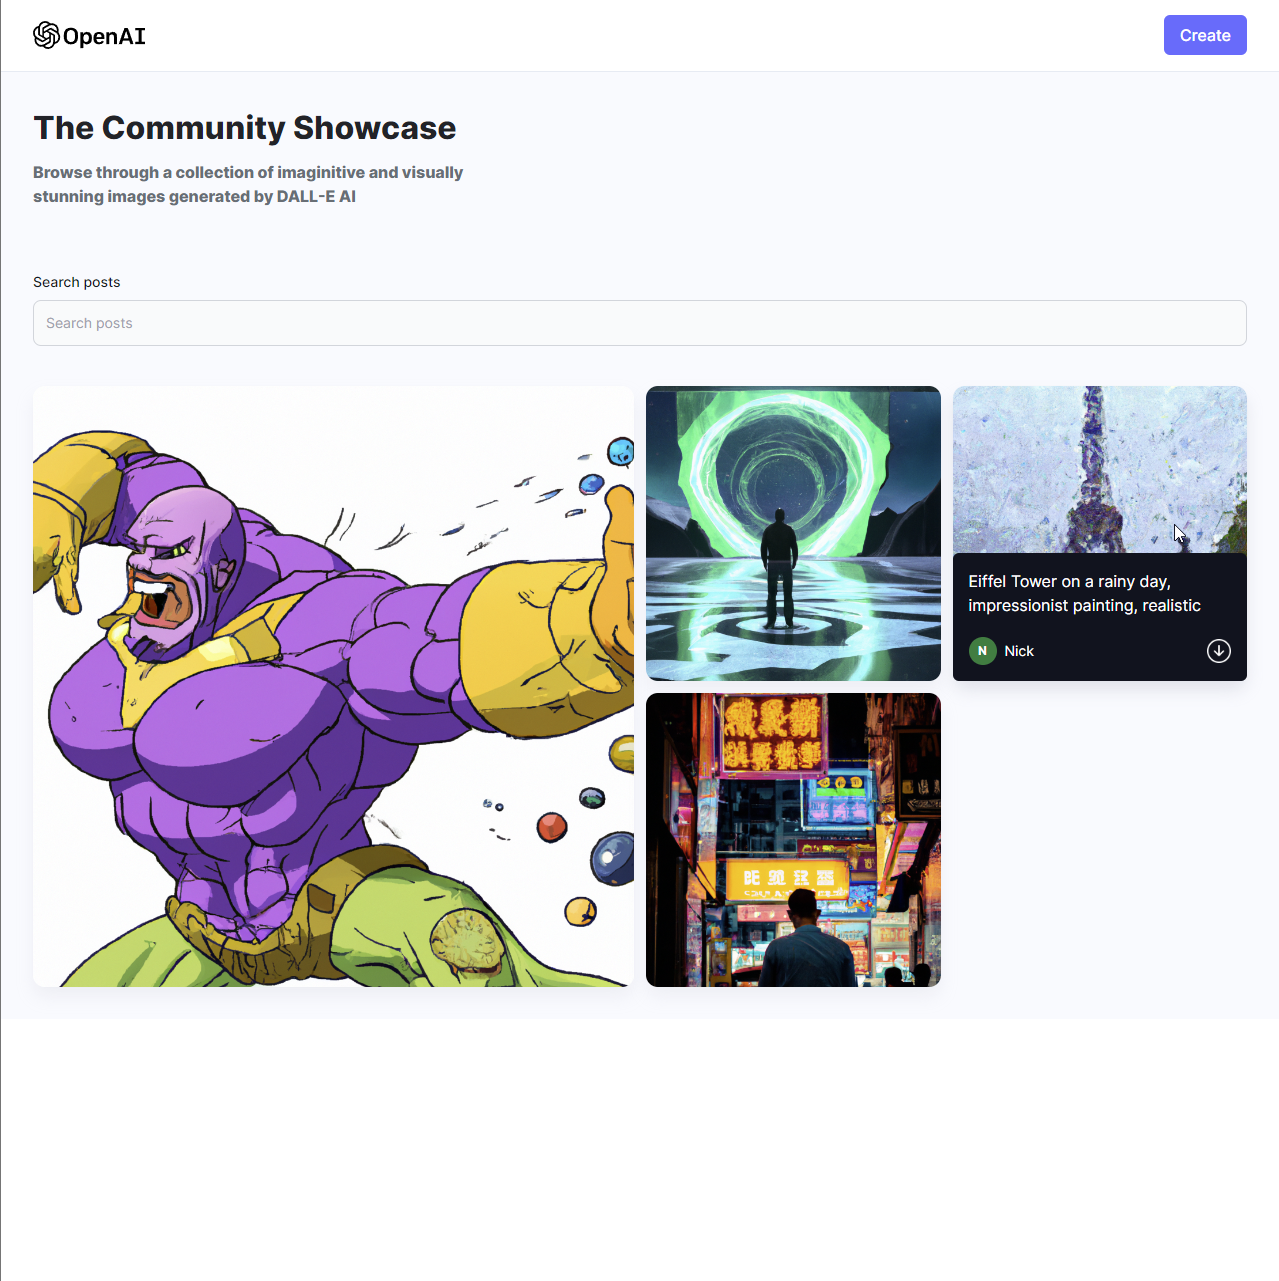 OpenAI
Create
The Community Showcase
Browse through a collection of imaginitive and visually
stunning images generated by DALL-E AI
Search posts
Search posts
Eiffel Tower on a rainy day,
impressionist painting, realistic
N
Nick